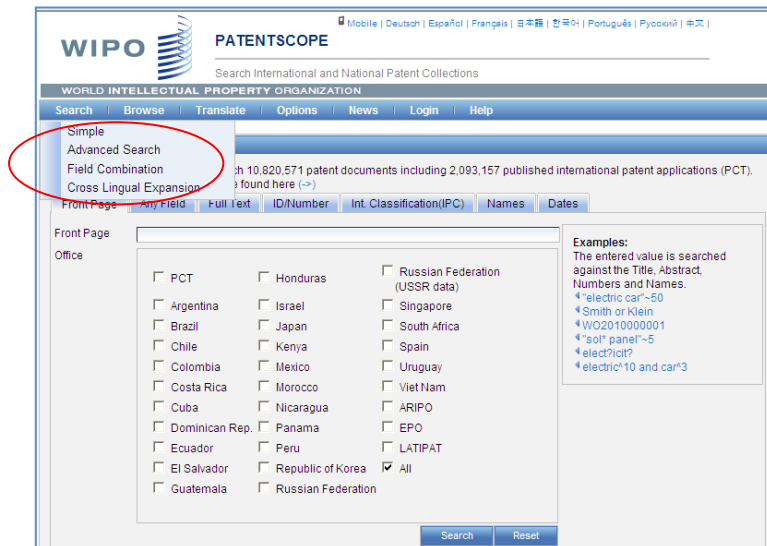 Mobile | Deutsch | Español | Français | 日本語 | 한국어 | Português | Русский | 中文 |
WIPO
PATENTSCOPE
Search International and National Patent Collections
WORLD INTELLECTUAL PROPERTY ORGANIZATION
Search | Browse | Translate | Options | News | Login | Help
Simple
Advanced Search
Field Combination
Cross Lingual Expansion
ch 10,820,571 patent documents including 2,093,157 published international patent applications (PCT).
e found here (->)
Front Page Any Field Full Text ID/Number Int. Classification(IPC) Names Dates
Front Page
Office
PCT Honduras Russian Federation
(USSR data)
Argentina Israel Singapore
Brazil Japan South Africa
Chile Kenya Spain
Colombia Mexico Uruguay
Costa Rica Morocco Viet Nam
Cuba Nicaragua ARIPO
Dominican Rep. Panama EPO
Ecuador Peru LATIPAT
El Salvador Republic of Korea All
Guatemala Russian Federation
Examples:
The entered value is searched
against the Title, Abstract,
Numbers and Names.
"electric car"~50
Smith or Klein
WO2010000001
"sol* panel"~5
elect?icit?
electric^10 and car^3
Search Reset